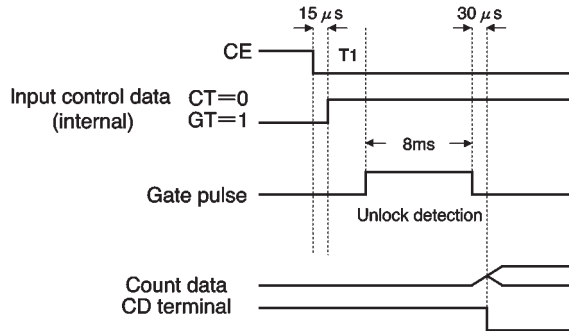 15 μs
30 μs
CE
T1
Input control data
(internal)
CT=0
GT=1
8ms
Gate pulse
Unlock detection
Count data
CD terminal